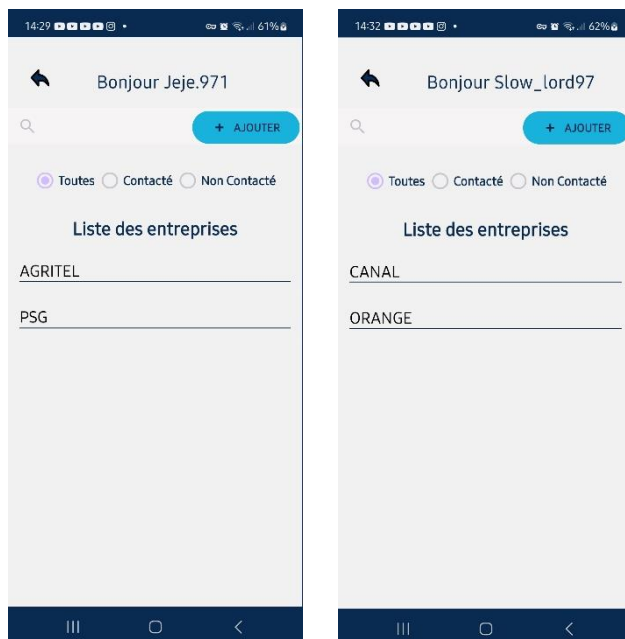 14:29
61%
Bonjour Jeje.971
+ AJOUTER
Toutes Contacté Non Contacté
Liste des entreprises
AGRITEL
PSG
14:32
62%
Bonjour Slow_lord97
+ AJOUTER
Toutes Contacté Non Contacté
Liste des entreprises
CANAL
ORANGE